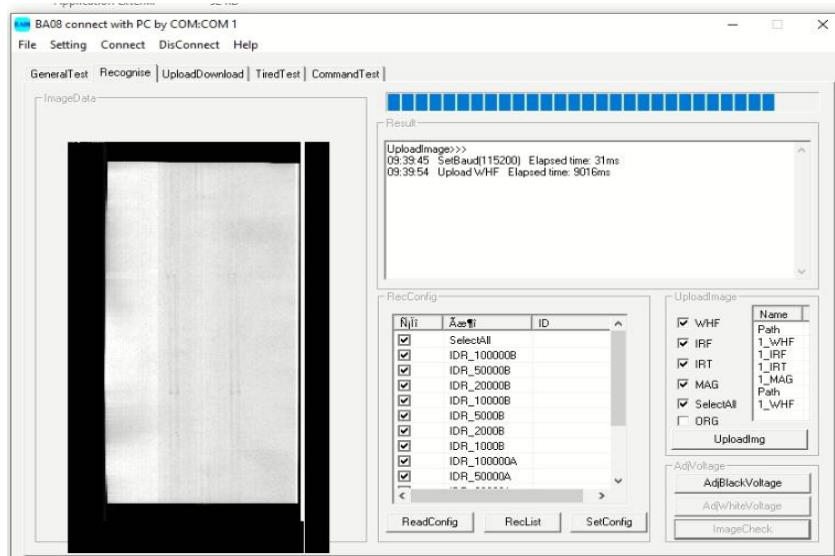 BA08 connect with PC by COM:COM 1
File Setting Connect DisConnect Help
GeneralTest Recognise UploadDownload TiredTest CommandTest
ImageData
Result
UploadImage>>>
09:39:45 SetBaud(115200) Elapsed time: 31ms
09:39:54 Upload WHF Elapsed time: 9016ms
RecConfig
Ñ¡Ïî Ãæ¶î ID
SelectAll
IDR_100000B
IDR_50000B
IDR_20000B
IDR_10000B
IDR_5000B
IDR_2000B
IDR_1000B
IDR_100000A
IDR_50000A
ReadConfig RecList SetConfig
UploadImage
WHF
IRF
IRT
MAG
SelectAll
ORG
Name
Path
1_WHF
1_IRF
1_IRT
1_MAG
Path
1_WHF
UploadImg
AdjVoltage
AdjBlackVoltage
AdjWhiteVoltage
ImageCheck